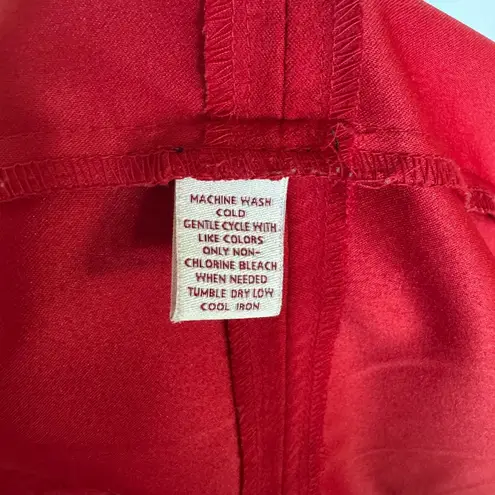 MACHINE WASH
COLD
GENTLE CYCLE WITH
LIKE COLORS
ONLY NON-
CHLORINE BLEACH
WHEN NEEDED
TUMBLE DRY LOW
COOL IRON